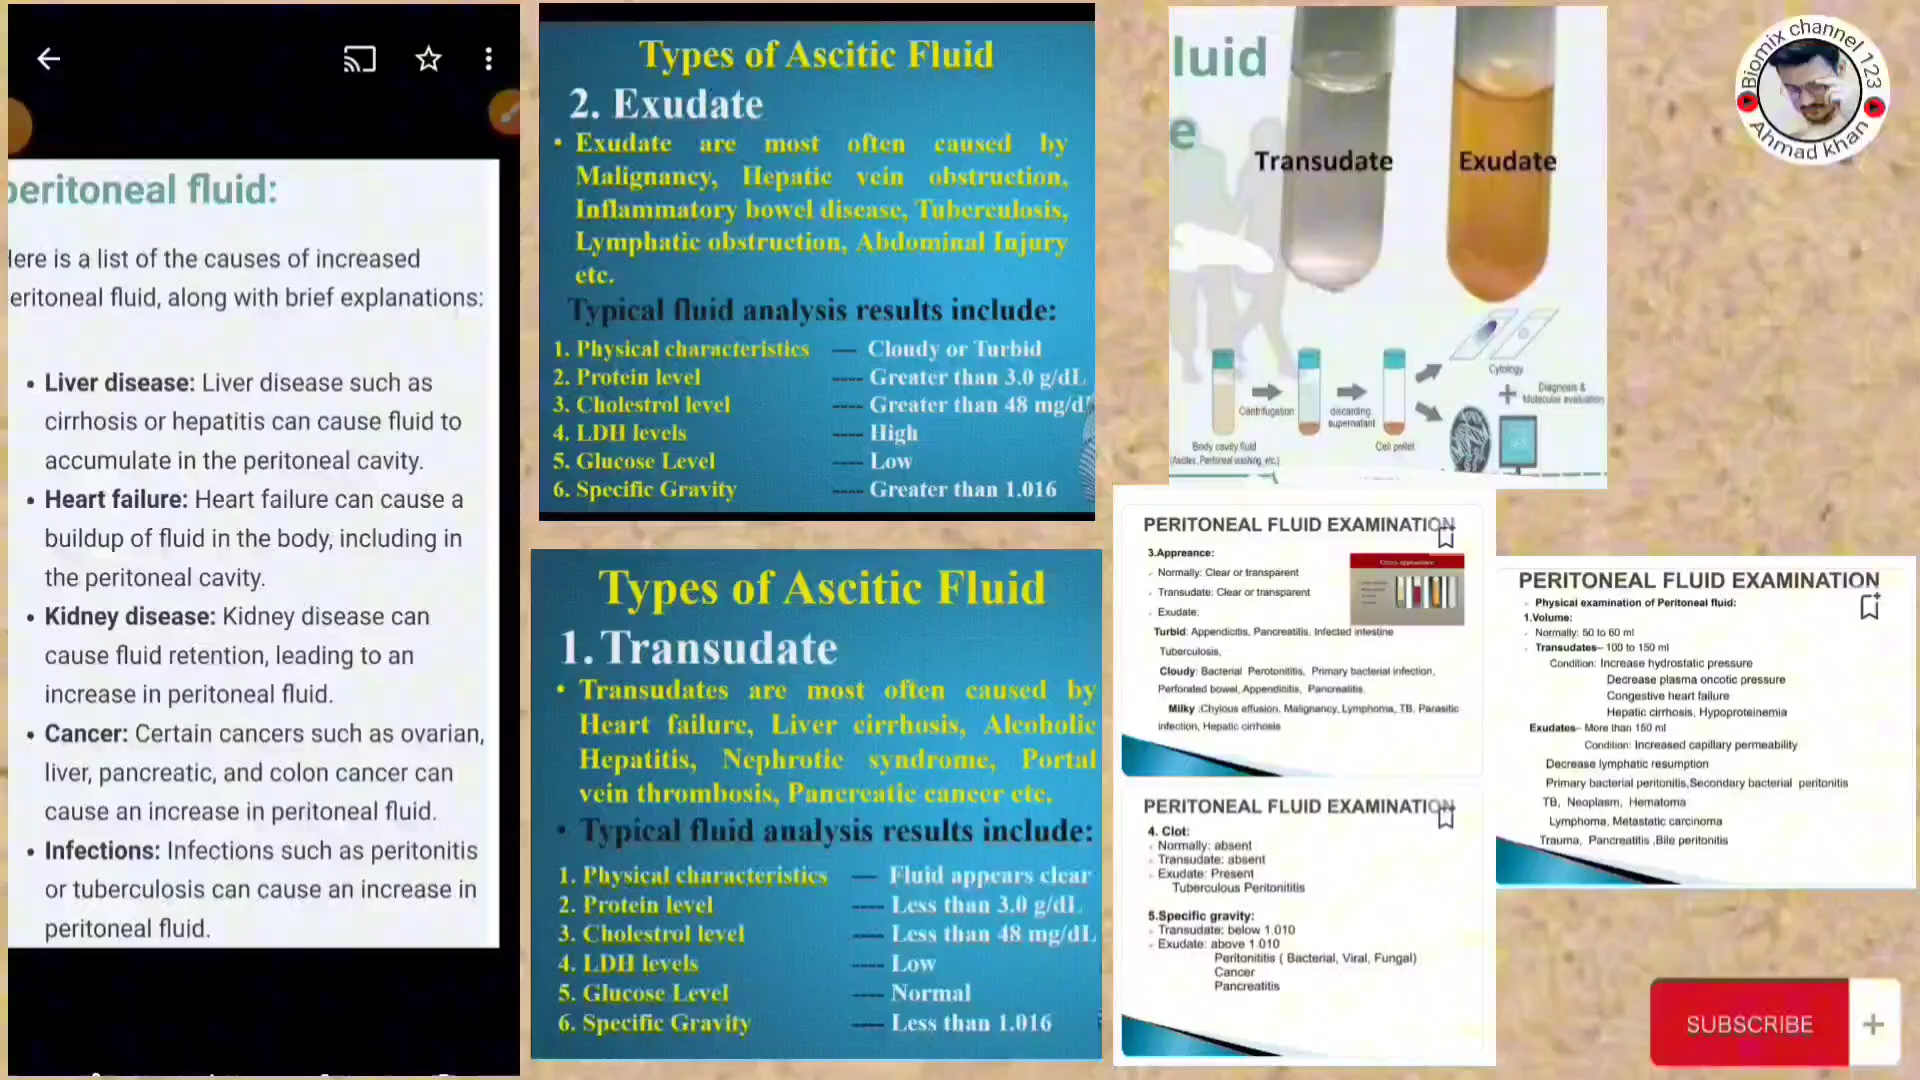 peritoneal fluid:
Here is a list of the causes of increased
peritoneal fluid, along with brief explanations:
• Liver disease: Liver disease such as
cirrhosis or hepatitis can cause fluid to
accumulate in the peritoneal cavity.
• Heart failure: Heart failure can cause a
buildup of fluid in the body, including in
the peritoneal cavity.
• Kidney disease: Kidney disease can
cause fluid retention, leading to an
increase in peritoneal fluid.
• Cancer: Certain cancers such as ovarian,
liver, pancreatic, and colon cancer can
cause an increase in peritoneal fluid.
• Infections: Infections such as peritonitis
or tuberculosis can cause an increase in
peritoneal fluid.
Types of Ascitic Fluid
2. Exudate
• Exudate are most often caused by
Malignancy, Hepatic vein obstruction,
Inflammatory bowel disease, Tuberculosis,
Lymphatic obstruction, Abdominal Injury
etc.
Typical fluid analysis results include:
1. Physical characteristics — Cloudy or Turbid
2. Protein level ---- Greater than 3.0 g/dL
3. Cholestrol level ---- Greater than 48 mg/dL
4. LDH levels ---- High
5. Glucose Level ---- Low
6. Specific Gravity ---- Greater than 1.016
Types of Ascitic Fluid
1. Transudate
• Transudates are most often caused by
Heart failure, Liver cirrhosis, Alcoholic
Hepatitis, Nephrotic syndrome, Portal
vein thrombosis, Pancreatic cancer etc.
• Typical fluid analysis results include:
1. Physical characteristics — Fluid appears clear
2. Protein level ---- Less than 3.0 g/dL
3. Cholestrol level ---- Less than 48 mg/dL
4. LDH levels ---- Low
5. Glucose Level ---- Normal
6. Specific Gravity ---- Less than 1.016
luid
e
Transudate Exudate
Cytology
Centrifugation
discarding
supernatant
Diagnosis &
Molecular evaluation
Body cavity fluid
(Ascites, Peritoneal washing, etc.)
Cell pellet
PERITONEAL FLUID EXAMINATION
3.Appreance:
Normally: Clear or transparent
Transudate: Clear or transparent
Exudate:
Turbid: Appendicitis, Pancreatitis, Infected intestine
Tuberculosis,
Cloudy: Bacterial Perotonititis, Primary bacterial infection,
Perforated bowel, Appendicitis, Pancreatitis.
Milky :Chylous effusion, Malignancy, Lymphoma, TB, Parasitic
infection, Hepatic cirrhosis
PERITONEAL FLUID EXAMINATION
4. Clot:
Normally: absent
Transudate: absent
Exudate: Present
Tuberculous Peritonititis
5.Specific gravity:
Transudate: below 1.010
Exudate: above 1.010
Peritonititis ( Bacterial, Viral, Fungal)
Cancer
Pancreatitis
PERITONEAL FLUID EXAMINATION
Physical examination of Peritoneal fluid:
1.Volume:
Normally: 50 to 60 ml
Transudates– 100 to 150 ml
Condition: Increase hydrostatic pressure
Decrease plasma oncotic pressure
Congestive heart failure
Hepatic cirrhosis, Hypoproteinemia
Exudates– More than 150 ml
Condition: Increased capillary permeability
Decrease lymphatic resumption
Primary bacterial peritonitis,Secondary bacterial peritonitis
TB, Neoplasm, Hematoma
Lymphoma, Metastatic carcinoma
Trauma, Pancreatitis ,Bile peritonitis
Biomix channel 123
Ahmad khan
SUBSCRIBE +